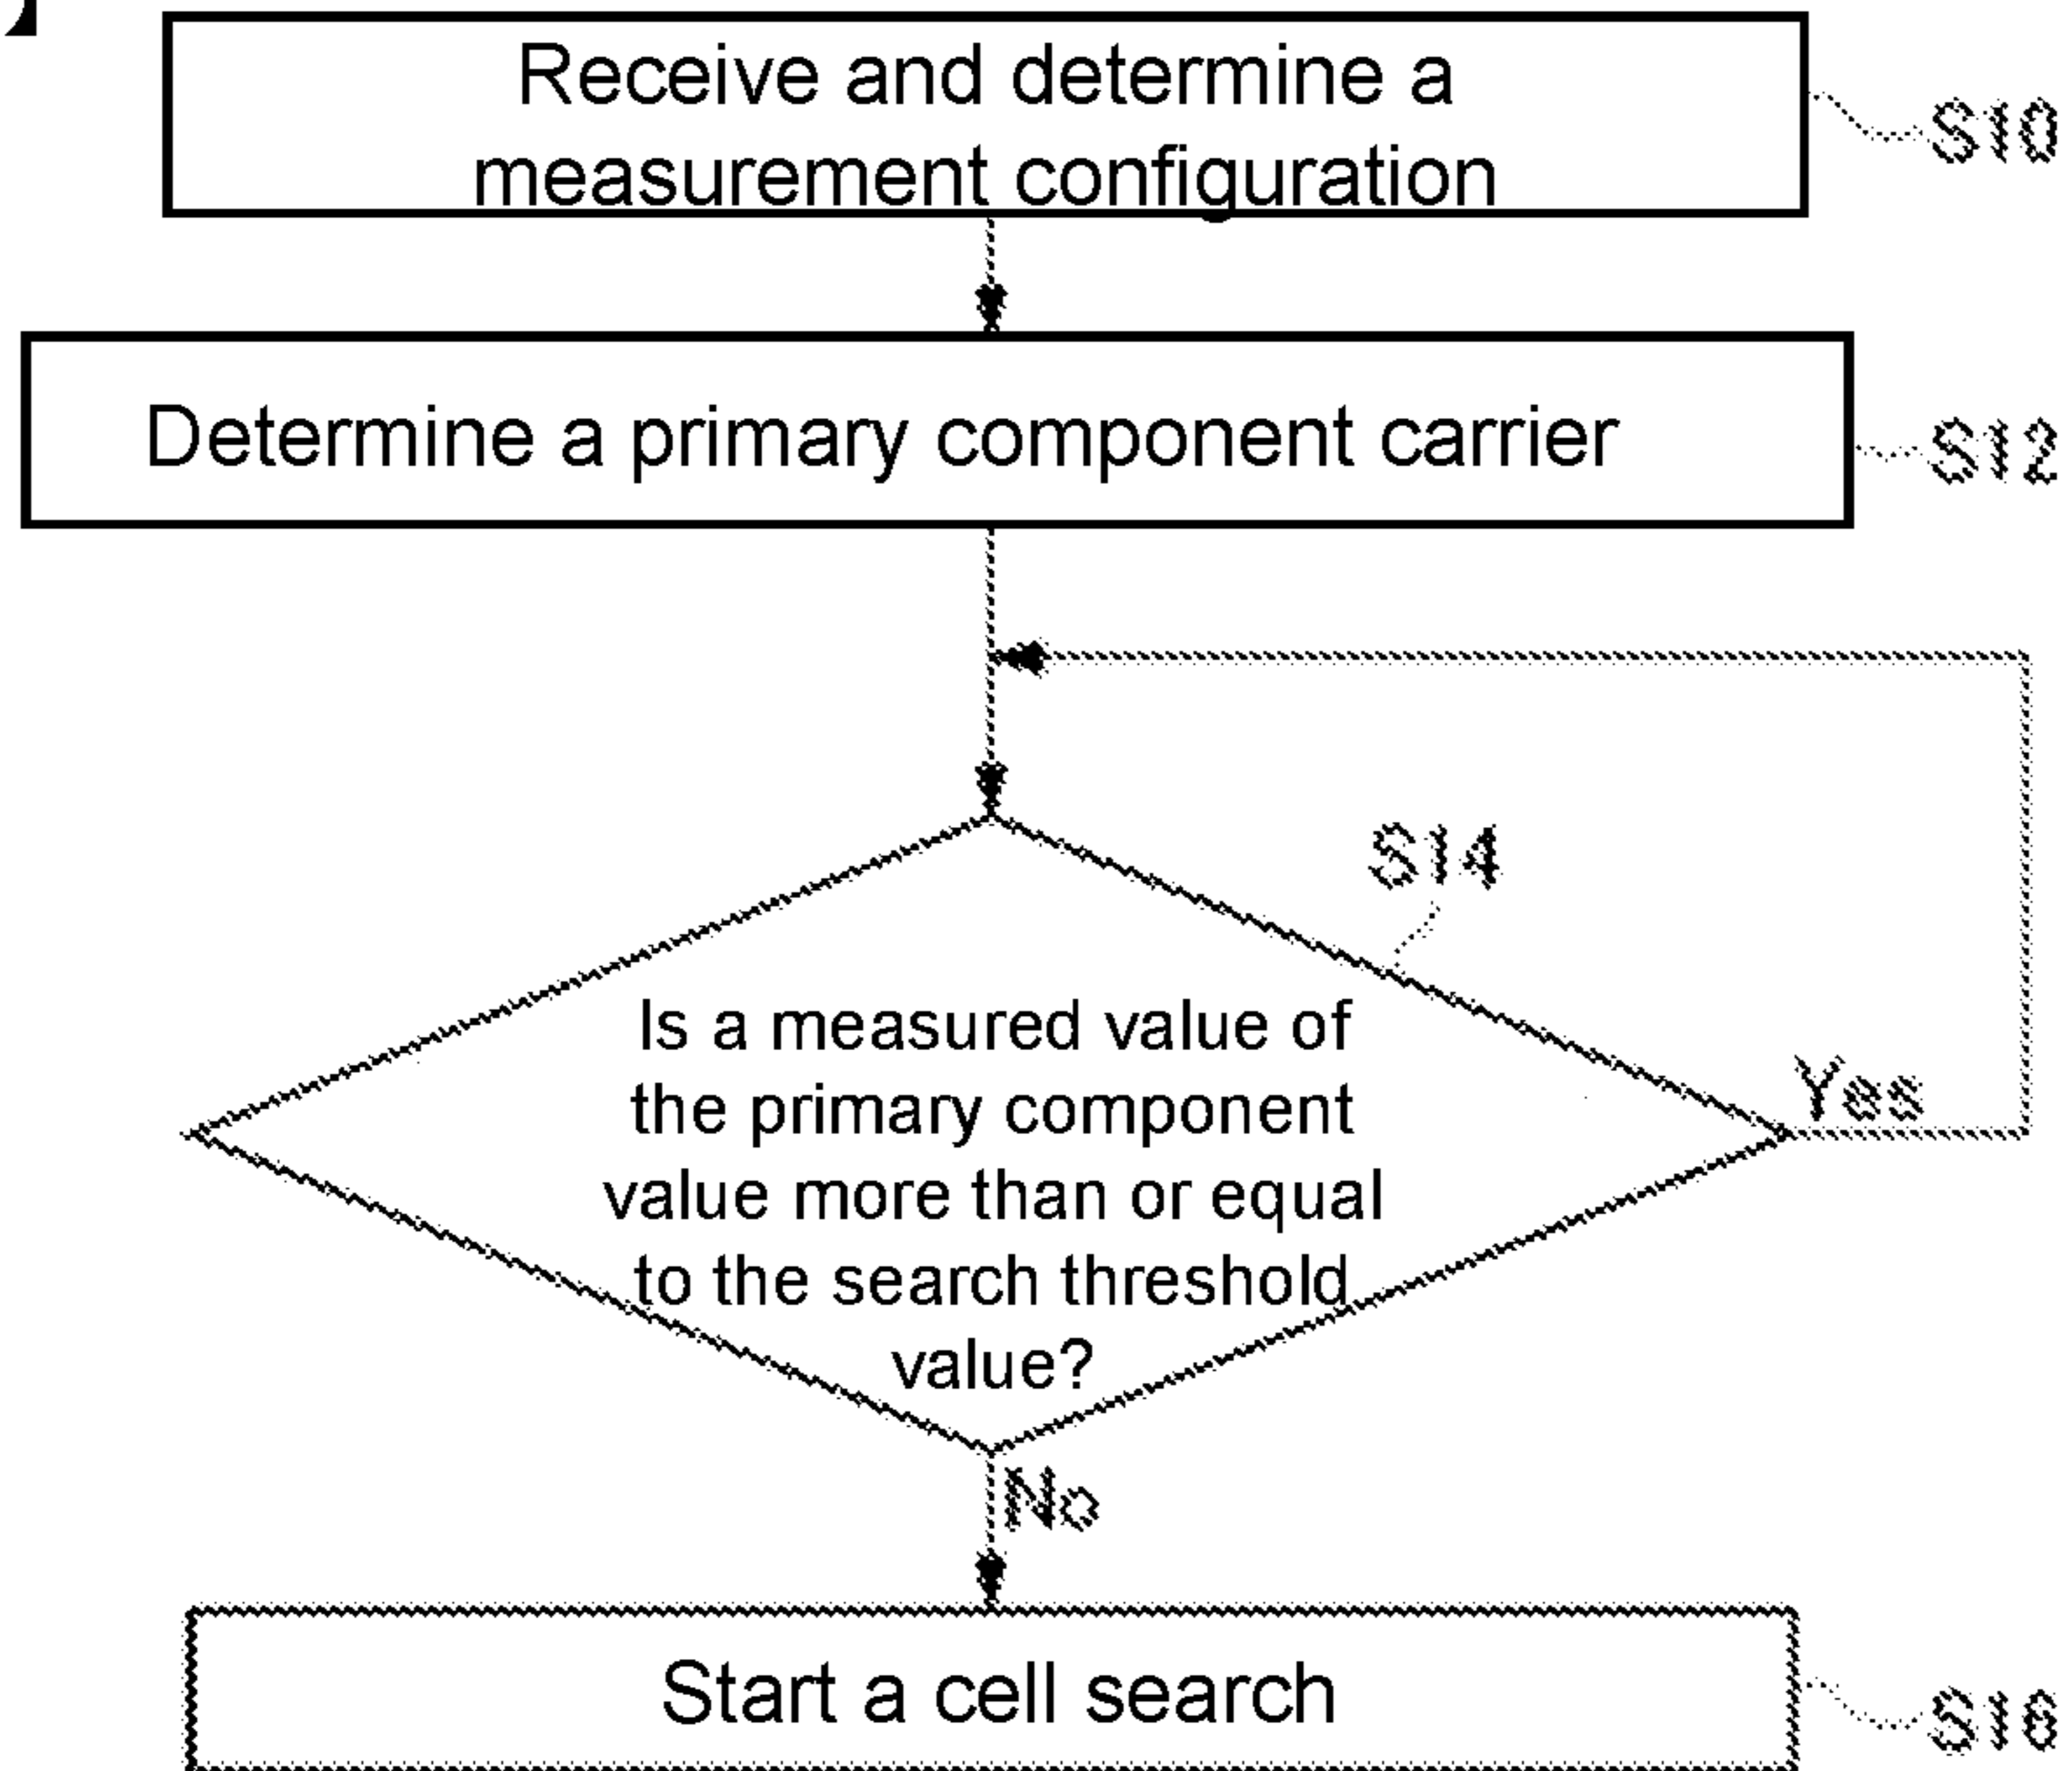 Receive and determine a
measurement configuration
S10
Determine a primary component carrier
S12
S14
Is a measured value of
the primary component
value more than or equal
to the search threshold
value?
Yes
No
Start a cell search
S16